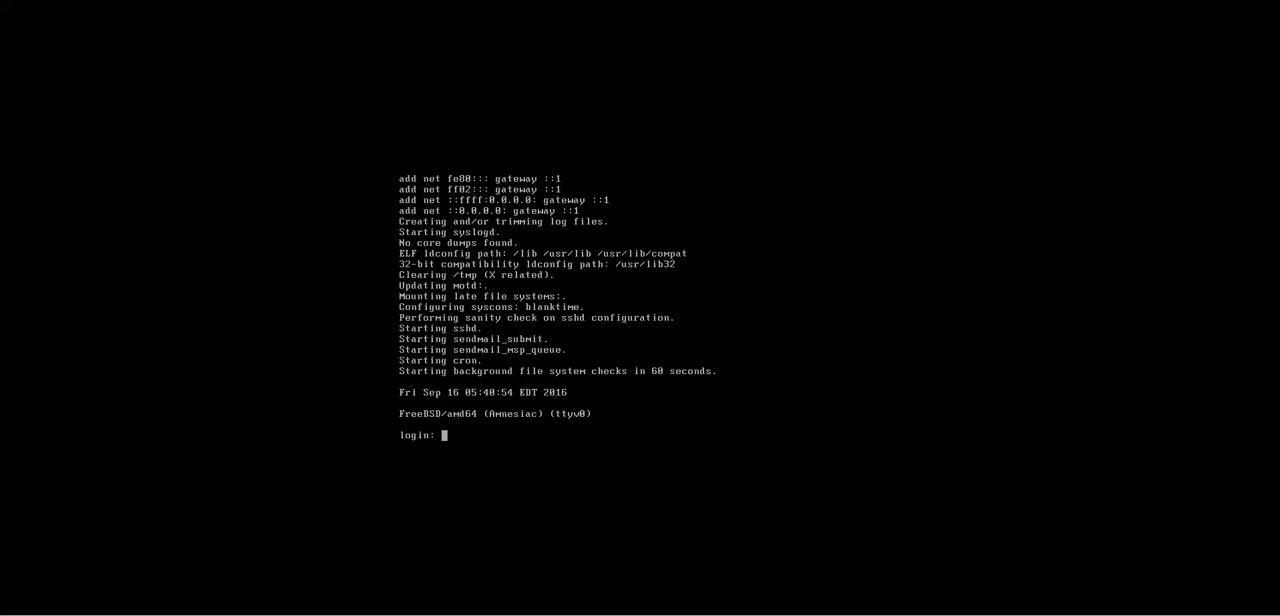 add net fe80::: gateway ::1
add net ff02::: gateway ::1
add net ::ffff:0.0.0.0: gateway ::1
add net ::0.0.0.0: gateway ::1
Creating and/or trimming log files.
Starting syslogd.
No core dumps found.
ELF ldconfig path: /lib /usr/lib /usr/lib/compat
32-bit compatibility ldconfig path: /usr/lib32
Clearing /tmp (X related).
Updating motd:.
Mounting late file systems:.
Configuring syscons: blanktime.
Performing sanity check on sshd configuration.
Starting sshd.
Starting sendmail_submit.
Starting sendmail_msp_queue.
Starting cron.
Starting background file system checks in 60 seconds.
Fri Sep 16 05:40:54 EDT 2016
FreeBSD/amd64 (Amnesiac) (ttyv0)
login: